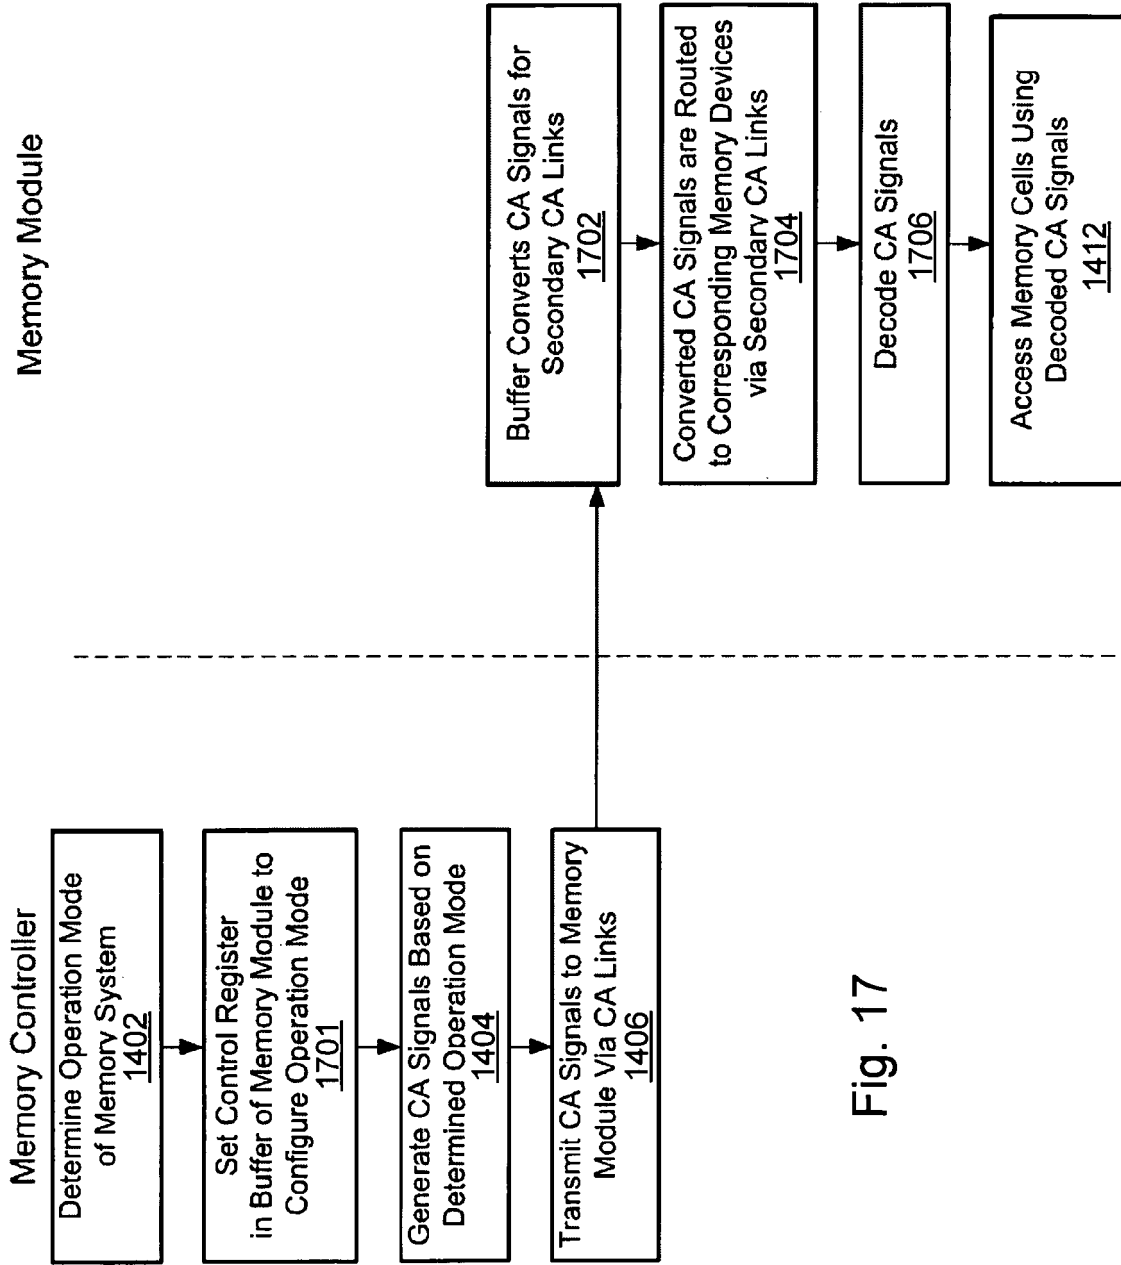 Memory Controller
Determine Operation Mode
of Memory System
1402
Set Control Register
in Buffer of Memory Module to
Configure Operation Mode
1701
Generate CA Signals Based on
Determined Operation Mode
1404
Transmit CA Signals to Memory
Module Via CA Links
1406
Memory Module
Buffer Converts CA Signals for
Secondary CA Links
1702
Converted CA Signals are Routed
to Corresponding Memory Devices
via Secondary CA Links
1704
Decode CA Signals
1706
Access Memory Cells Using
Decoded CA Signals
1412
Fig. 17